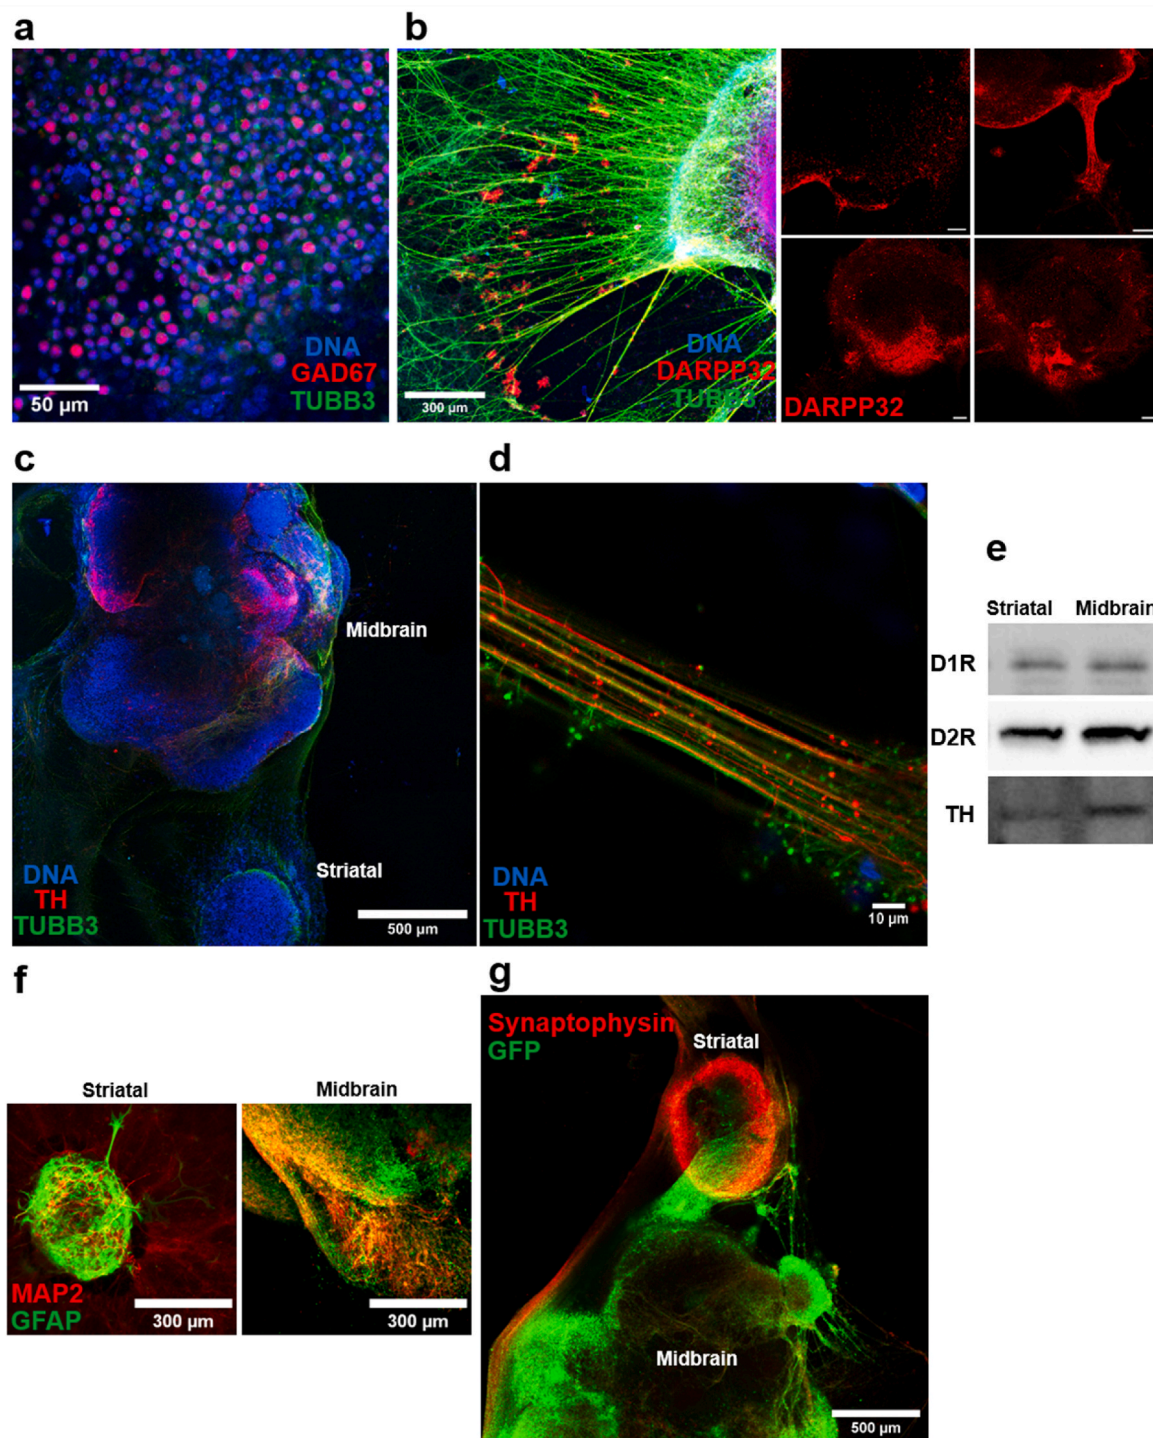 a
DNA
GAD67
TUBB3
50 µm
b
DNA
DARPP32
TUBB3
300 µm
DARPP32
c
Midbrain
Striatal
DNA
TH
TUBB3
500 µm
d
DNA
TH
TUBB3
10 µm
e
Striatal Midbrain
D1R
D2R
TH
f
Striatal
MAP2
GFAP
300 µm
Midbrain
300 µm
g
Synaptophysin
GFP
Striatal
Midbrain
500 µm